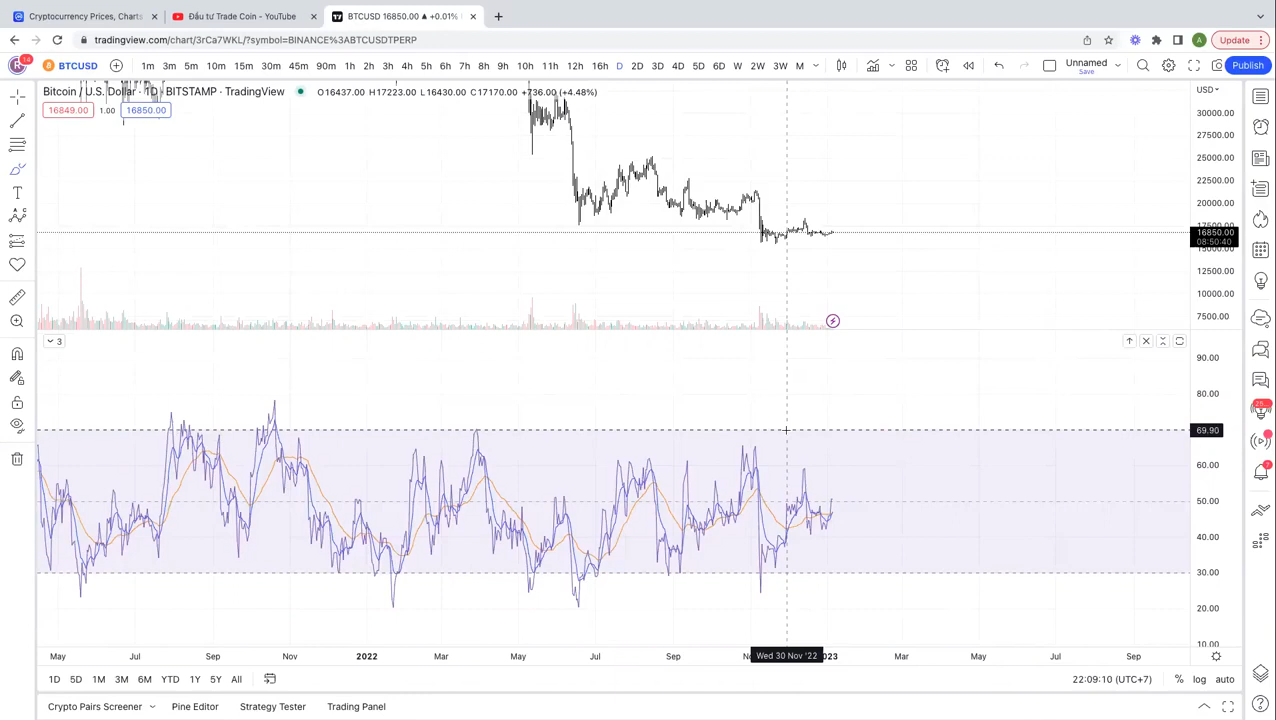 Cryptocurrency Prices, Charts
Đầu tư Trade Coin - YouTube
BTCUSD 16850.00 ▲ +0.01%
tradingview.com/chart/3rCa7WKL/?symbol=BINANCE%3ABTCUSDTPERP
A
Update
14
BTCUSD
1m 3m 5m 10m 15m 30m 45m 90m 1h 2h 3h 4h 5h 6h 7h 8h 9h 10h 11h 12h 16h D 2D 3D 4D 5D 6D W 2W 3W M
Unnamed
Save
Publish
Bitcoin / U.S. Dollar · 1D · BITSTAMP · TradingView
O16437.00 H17223.00 L16430.00 C17170.00 +736.00 (+4.48%)
16849.00 1.00 16850.00
USD
30000.00
27500.00
25000.00
22500.00
20000.00
17500.00
16850.00
08:50:40
15000.00
12500.00
10000.00
7500.00
3
90.00
80.00
69.90
60.00
50.00
40.00
30.00
20.00
10.00
May Jul Sep Nov 2022 Mar May Jul Sep Wed 30 Nov '22 Mar May Jul Sep
1D 5D 1M 3M 6M YTD 1Y 5Y All
22:09:10 (UTC+7) % log auto
Crypto Pairs Screener Pine Editor Strategy Tester Trading Panel